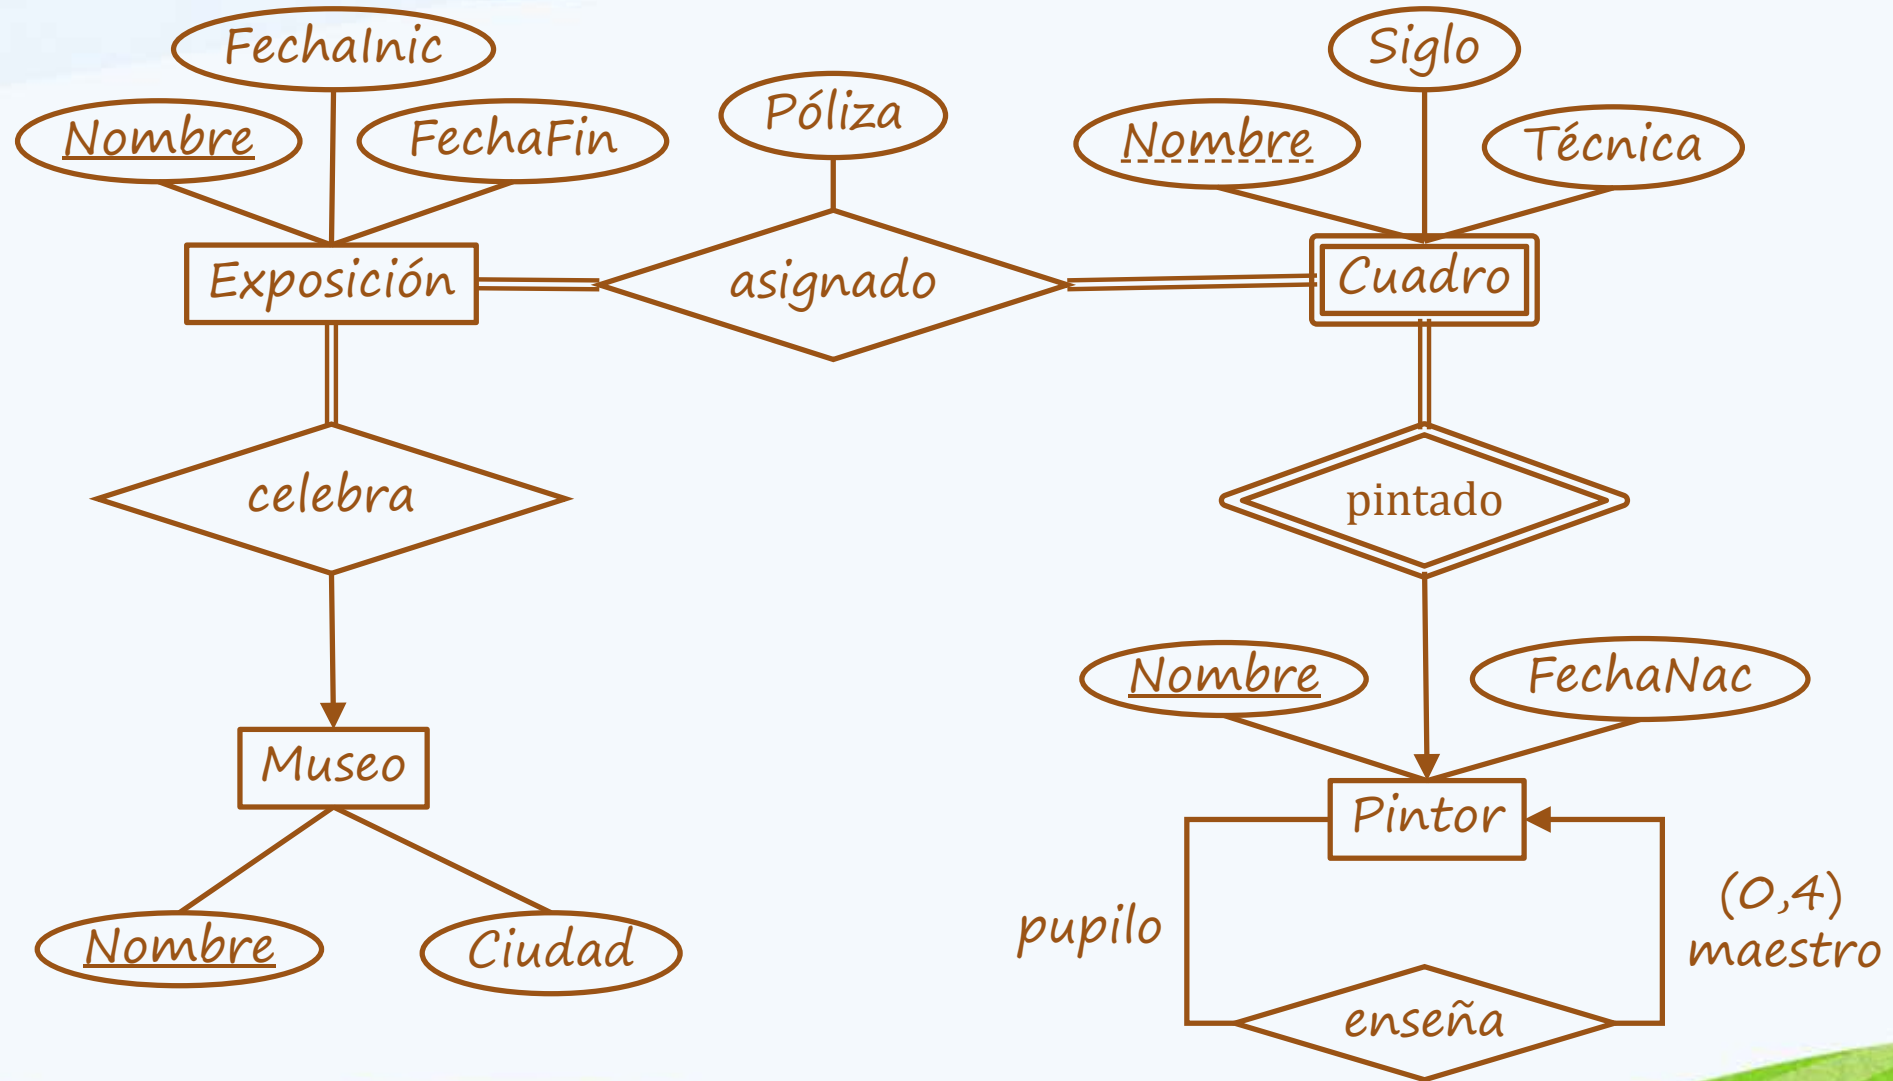 FechaInic
Siglo
Póliza
Nombre
FechaFin
Nombre
Técnica
Exposición
asignado
Cuadro
celebra
pintado
Nombre
FechaNac
Museo
Pintor
(0,4)
pupilo
maestro
Nombre
Ciudad
enseña